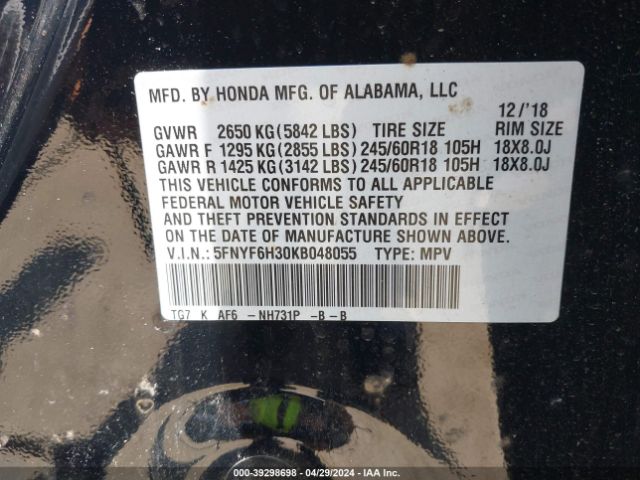 MFD. BY HONDA MFG. OF ALABAMA, LLC
12/'18
GVWR 2650 KG(5842 LBS) TIRE SIZE RIM SIZE
GAWR F 1295 KG(2855 LBS)245/60R18 105H 18X8.0J
GAWR R 1425 KG(3142 LBS)245/60R18 105H 18X8.0J
THIS VEHICLE CONFORMS TO ALL APPLICABLE
FEDERAL MOTOR VEHICLE SAFETY
AND THEFT PREVENTION STANDARDS IN EFFECT
ON THE DATE OF MANUFACTURE SHOWN ABOVE.
V.I.N.: 5FNYF6H30KB048055 TYPE: MPV
TG7 K AF6 -NH731P -B-B
000-39298698 - 04/29/2024 - IAA Inc.